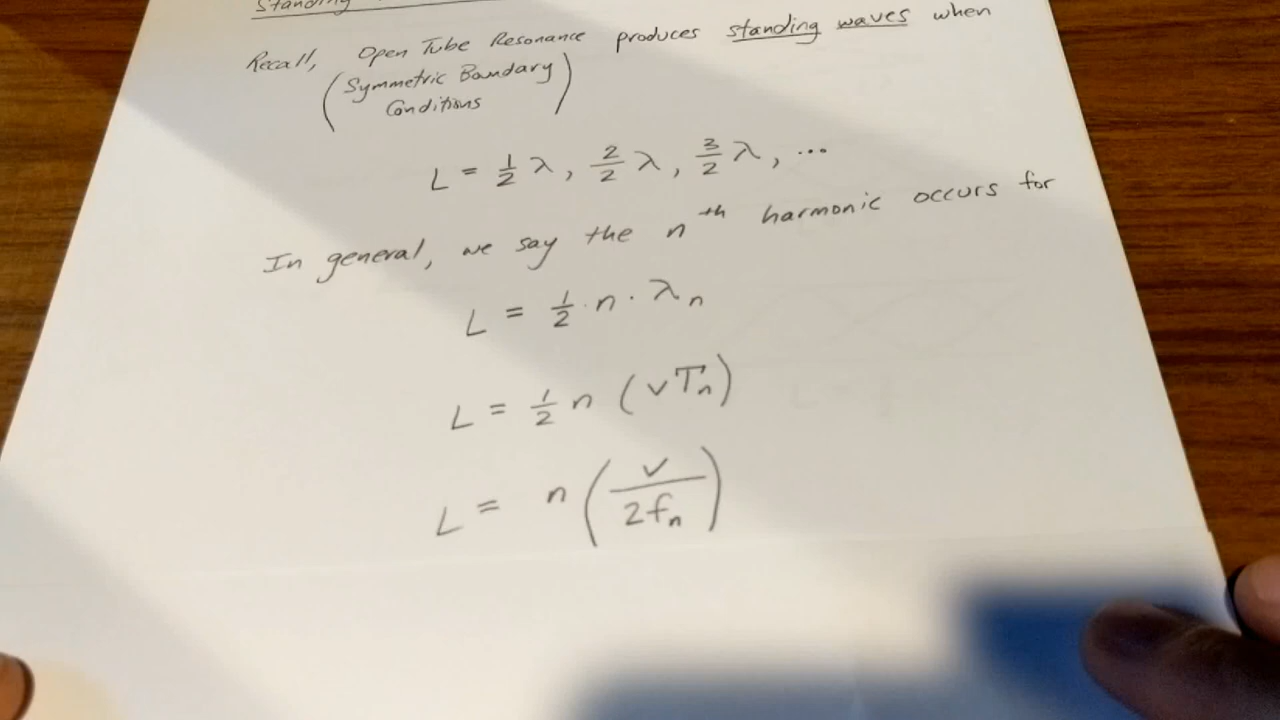 Standing
Recall, Open Tube Resonance produces standing waves when
(Symmetric Boundary
Conditions)
L = 1/2 λ, 2/2 λ, 3/2 λ, ...
In general, we say the nth harmonic occurs for
L = 1/2 · n · λn
L = 1/2 n (vTn)
L = n (v/2fn)